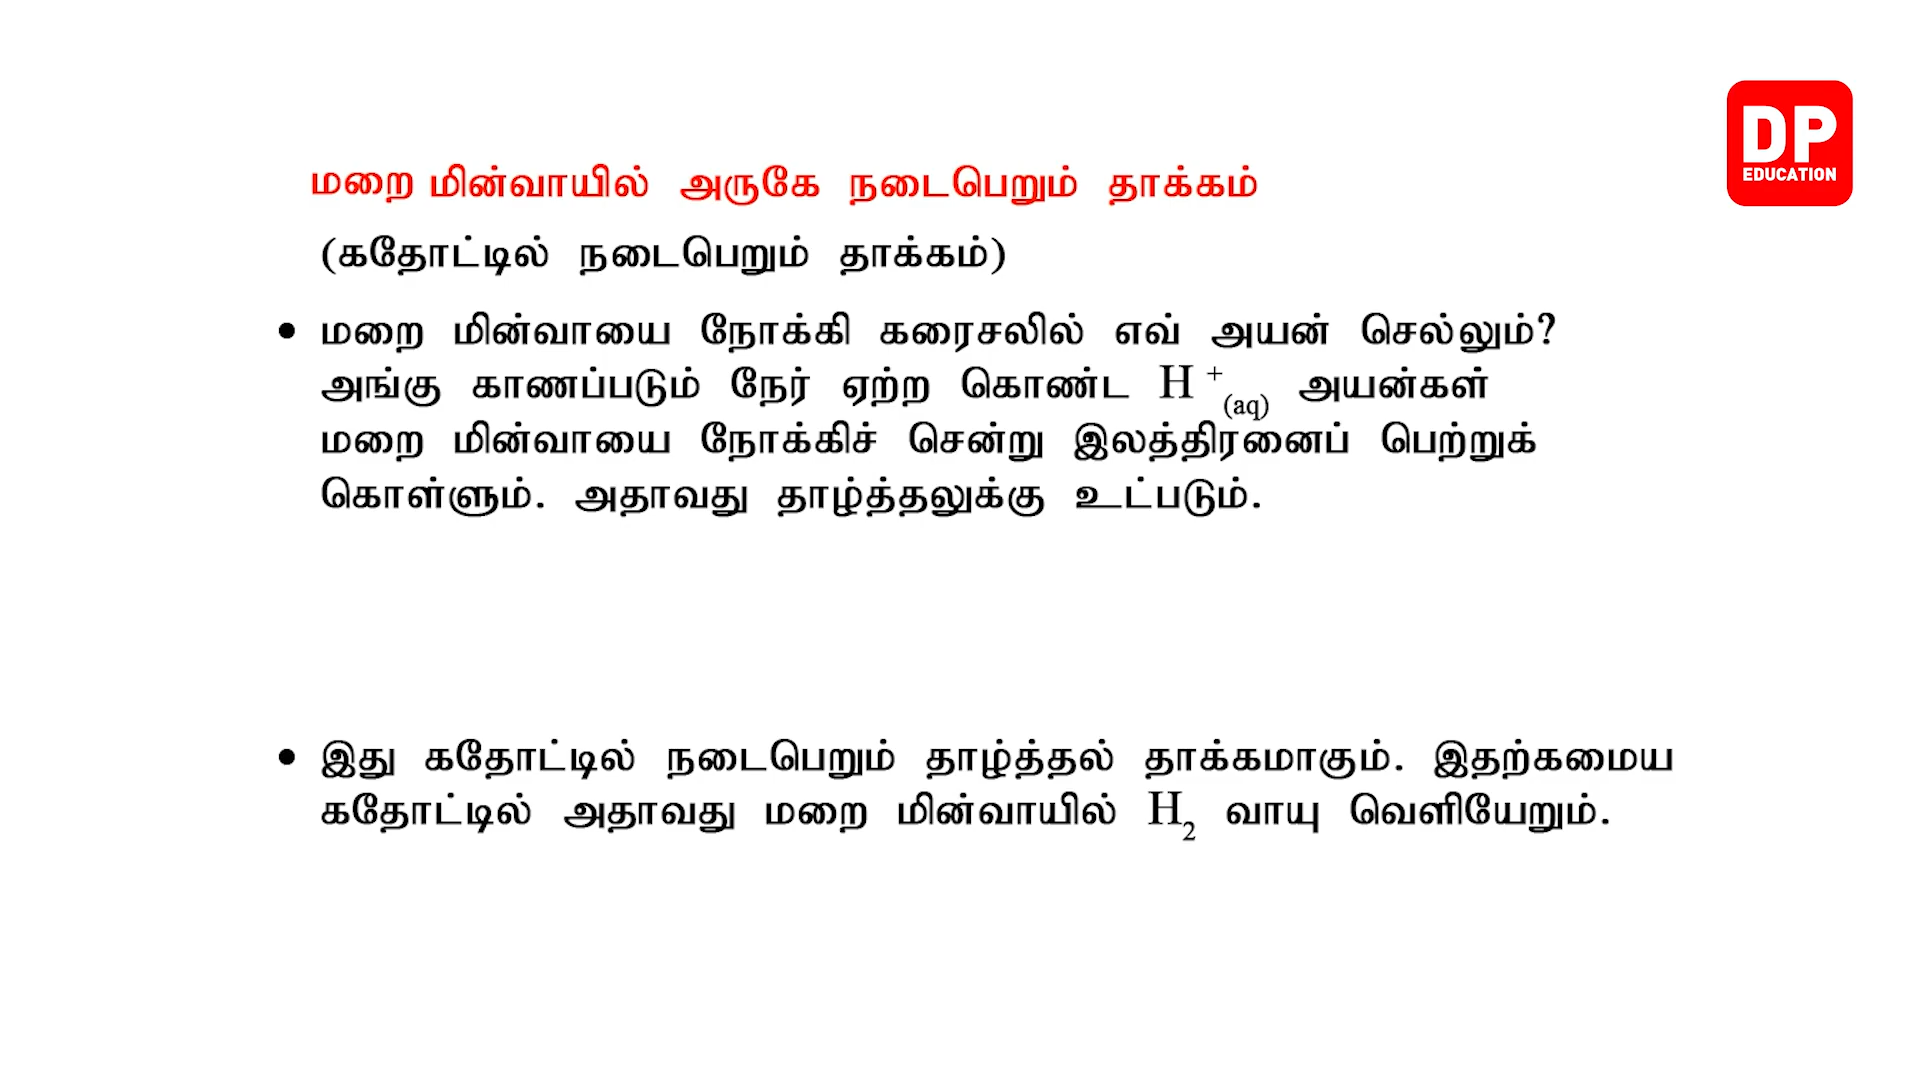 DP
EDUCATION
மறை மின்வாயில் அருகே நடைபெறும் தாக்கம்
(கதோட்டில் நடைபெறும் தாக்கம்)
• மறை மின்வாயை நோக்கி கரைசலில் எவ் அயன் செல்லும்?
அங்கு காணப்படும் நேர் ஏற்ற கொண்ட H⁺(aq) அயன்கள்
மறை மின்வாயை நோக்கிச் சென்று இலத்திரனைப் பெற்றுக்
கொள்ளும். அதாவது தாழ்த்தலுக்கு உட்படும்.
• இது கதோட்டில் நடைபெறும் தாழ்த்தல் தாக்கமாகும். இதற்கமைய
கதோட்டில் அதாவது மறை மின்வாயில் H₂ வாயு வெளியேறும்.